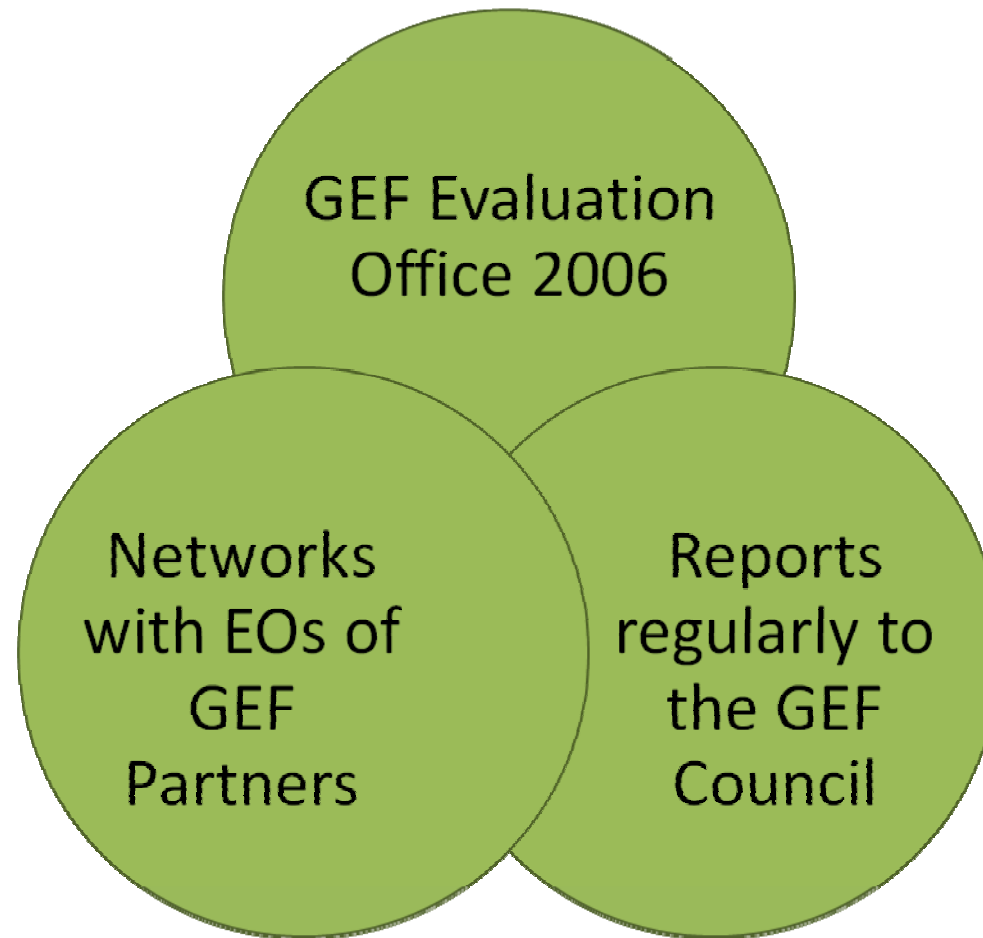 GEF Evaluation
Office 2006
Networks
with EOs of
GEF
Partners
Reports
regularly to
the GEF
Council